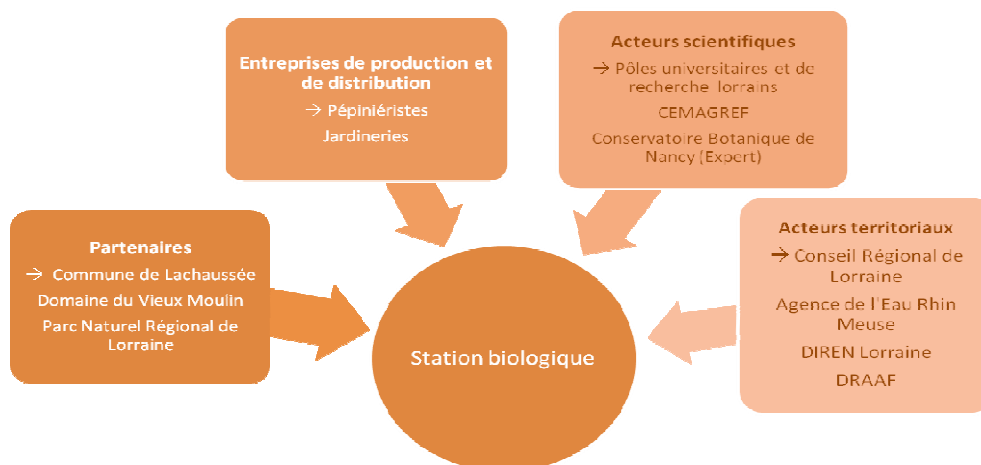 Entreprises de production et
de distribution
→ Pépiniéristes
Jardineries
Acteurs scientifiques
→ Pôles universitaires et de
recherche lorrains
CEMAGREF
Conservatoire Botanique de
Nancy (Expert)
Partenaires
→ Commune de Lachaussée
Domaine du Vieux Moulin
Parc Naturel Régional de
Lorraine
Acteurs territoriaux
→ Conseil Régional de
Lorraine
Agence de l'Eau Rhin
Meuse
DIREN Lorraine
DRAAF
Station biologique